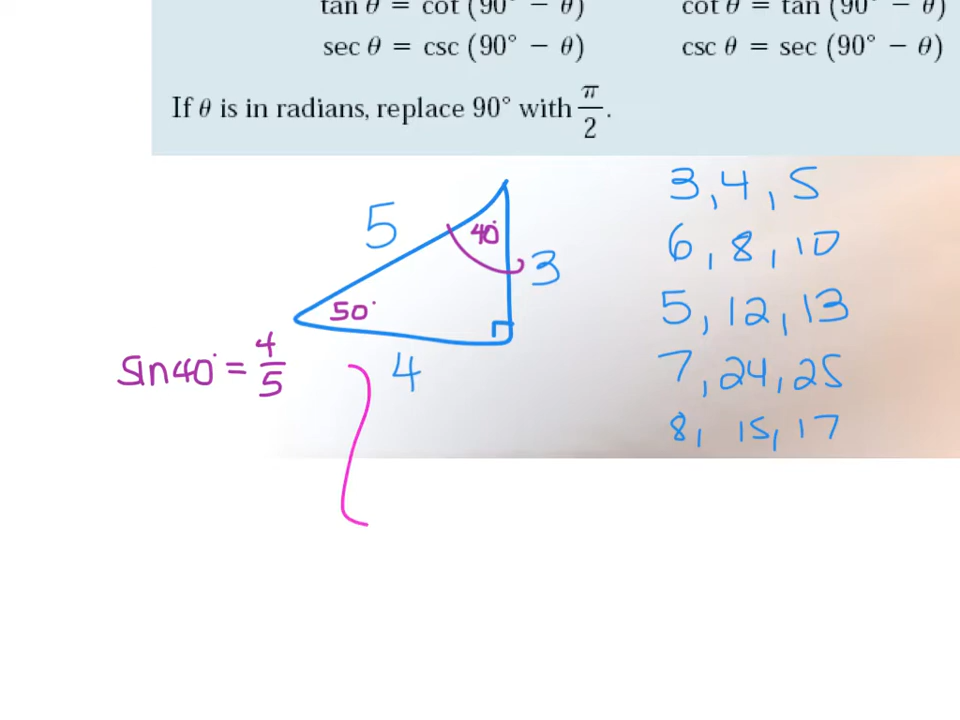 tan θ = cot (90° − θ) cot θ = tan (90° − θ)
sec θ = csc (90° − θ) csc θ = sec (90° − θ)
If θ is in radians, replace 90° with π/2.
3, 4, 5
5
40°
6, 8, 10
3
50°
5, 12, 13
sin 40° = 4/5
4
7, 24, 25
8, 15, 17